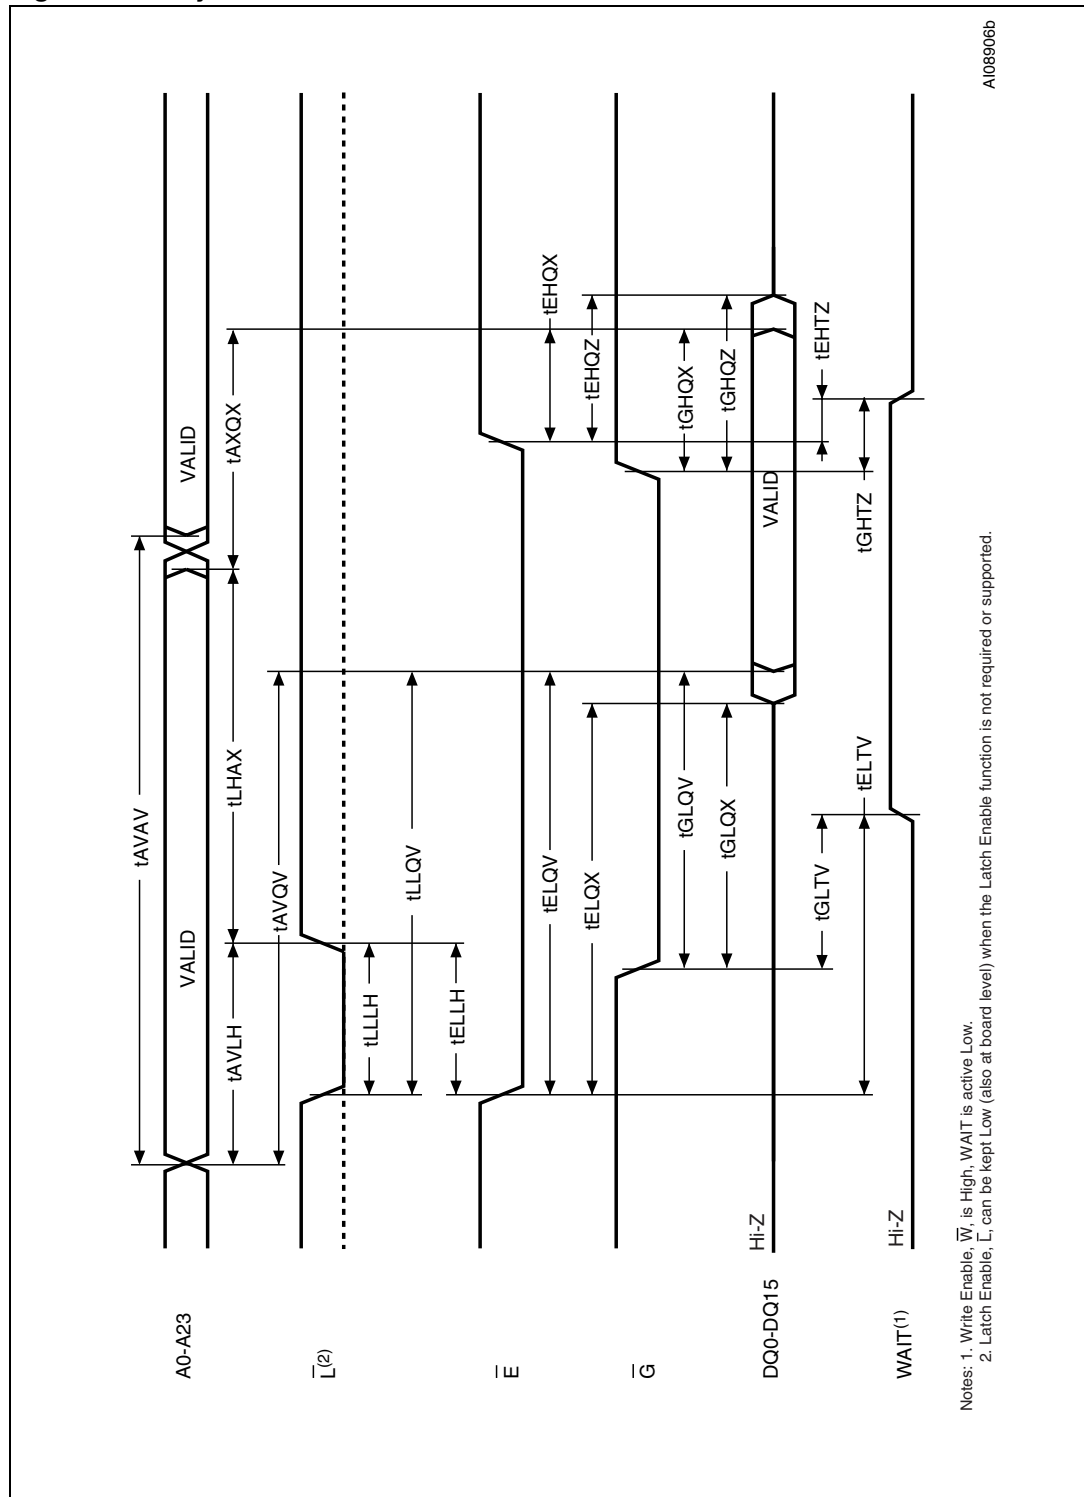 A0-A23
VALID
VALID
tAVAV
tAVLH
tLHAX
tAXQX
tAVQV
L̅(2)
tLLLH
tLLQV
tELLH
E̅
tELQV
tEHQX
tELQX
tEHQZ
G̅
tGLQV
tGHQX
tGLQX
tGHQZ
DQ0-DQ15
Hi-Z
VALID
tGLTV
tEHTZ
tELTV
tGHTZ
WAIT(1)
Hi-Z
Notes: 1. Write Enable, W̅, is High, WAIT is active Low.
2. Latch Enable, L̅, can be kept Low (also at board level) when the Latch Enable function is not required or supported.
AI08906b